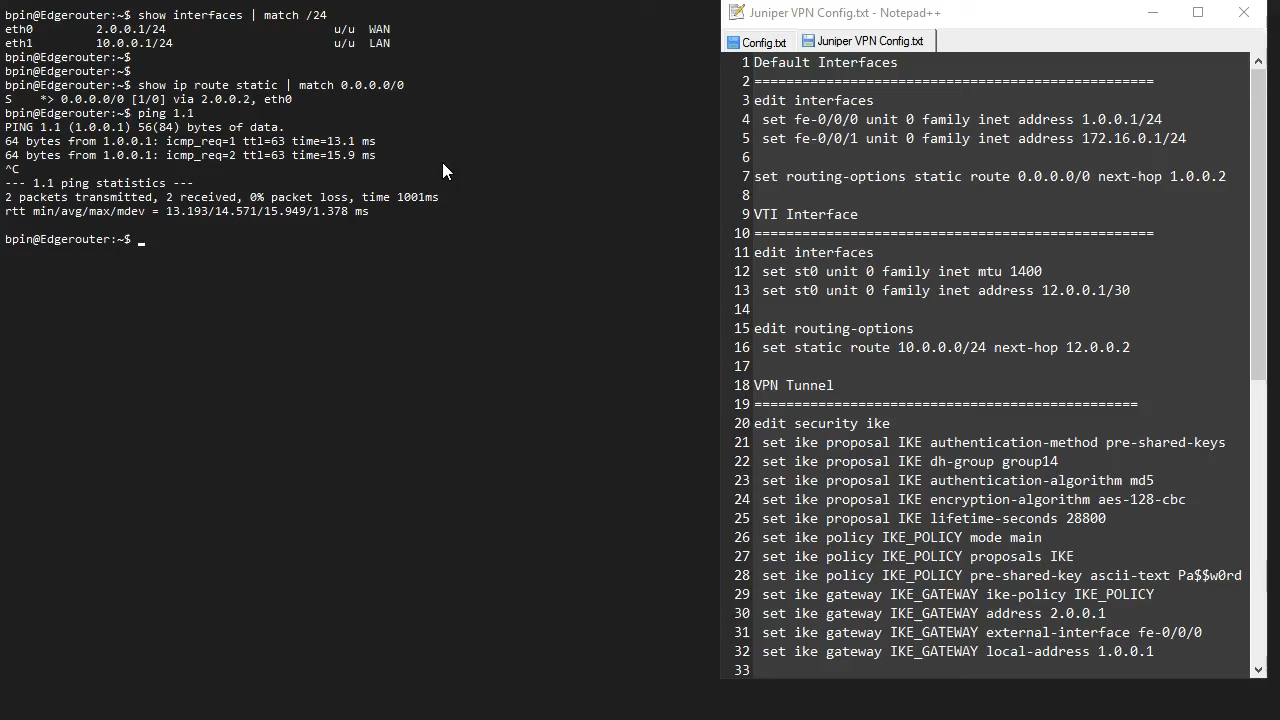 bpin@Edgerouter:~$ show interfaces | match /24
eth0         2.0.0.1/24                        u/u  WAN
eth1         10.0.0.1/24                       u/u  LAN
bpin@Edgerouter:~$
bpin@Edgerouter:~$
bpin@Edgerouter:~$ show ip route static | match 0.0.0.0/0
S    *> 0.0.0.0/0 [1/0] via 2.0.0.2, eth0
bpin@Edgerouter:~$ ping 1.1
PING 1.1 (1.0.0.1) 56(84) bytes of data.
64 bytes from 1.0.0.1: icmp_req=1 ttl=63 time=13.1 ms
64 bytes from 1.0.0.1: icmp_req=2 ttl=63 time=15.9 ms
^C
--- 1.1 ping statistics ---
2 packets transmitted, 2 received, 0% packet loss, time 1001ms
rtt min/avg/max/mdev = 13.193/14.571/15.949/1.378 ms
bpin@Edgerouter:~$ _
Juniper VPN Config.txt - Notepad++
Config.txt
Juniper VPN Config.txt
1 Default Interfaces
2 ==================================================
3 edit interfaces
4  set fe-0/0/0 unit 0 family inet address 1.0.0.1/24
5  set fe-0/0/1 unit 0 family inet address 172.16.0.1/24
6
7 set routing-options static route 0.0.0.0/0 next-hop 1.0.0.2
8
9 VTI Interface
10 ==================================================
11 edit interfaces
12  set st0 unit 0 family inet mtu 1400
13  set st0 unit 0 family inet address 12.0.0.1/30
14
15 edit routing-options
16  set static route 10.0.0.0/24 next-hop 12.0.0.2
17
18 VPN Tunnel
19 ================================================
20 edit security ike
21  set ike proposal IKE authentication-method pre-shared-keys
22  set ike proposal IKE dh-group group14
23  set ike proposal IKE authentication-algorithm md5
24  set ike proposal IKE encryption-algorithm aes-128-cbc
25  set ike proposal IKE lifetime-seconds 28800
26  set ike policy IKE_POLICY mode main
27  set ike policy IKE_POLICY proposals IKE
28  set ike policy IKE_POLICY pre-shared-key ascii-text Pa$$w0rd
29  set ike gateway IKE_GATEWAY ike-policy IKE_POLICY
30  set ike gateway IKE_GATEWAY address 2.0.0.1
31  set ike gateway IKE_GATEWAY external-interface fe-0/0/0
32  set ike gateway IKE_GATEWAY local-address 1.0.0.1
33